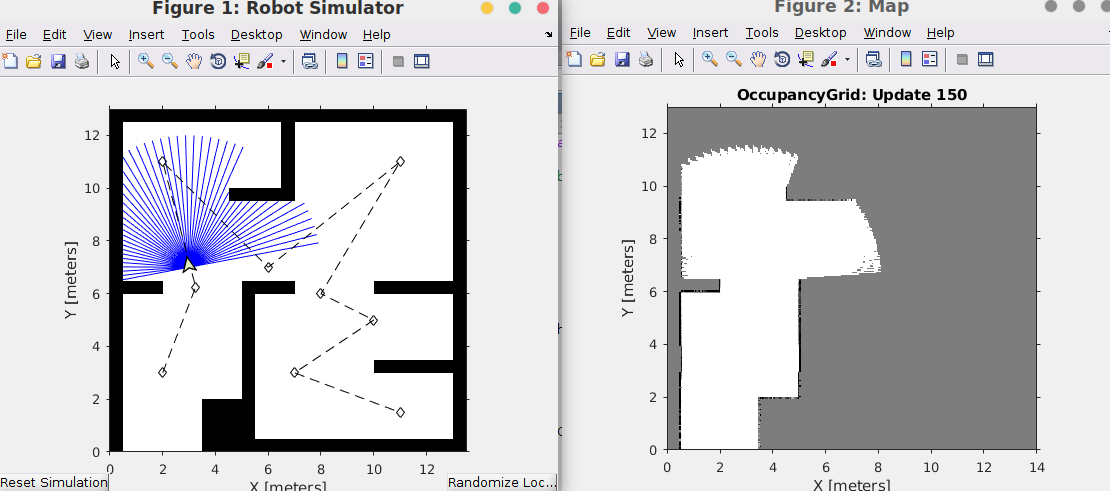 Figure 1: Robot Simulator
File Edit View Insert Tools Desktop Window Help
12
10
8
6
4
2
0
Y [meters]
0 2 4 6 8 10 12
X [meters]
Reset Simulation
Randomize Loc...
Figure 2: Map
File Edit View Insert Tools Desktop Window Help
OccupancyGrid: Update 150
12
10
8
6
4
2
0
Y [meters]
0 2 4 6 8 10 12 14
X [meters]